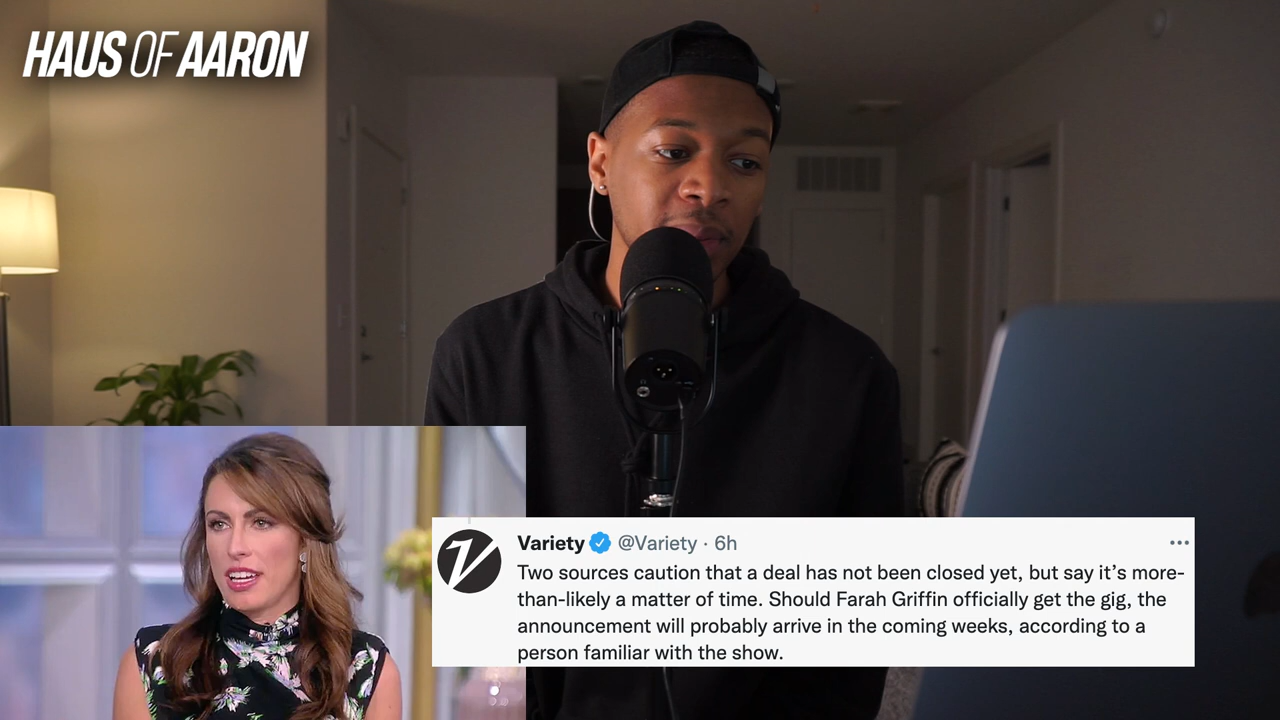 HAUS OF AARON
Variety @Variety · 6h
Two sources caution that a deal has not been closed yet, but say it’s more-
than-likely a matter of time. Should Farah Griffin officially get the gig, the
announcement will probably arrive in the coming weeks, according to a
person familiar with the show.